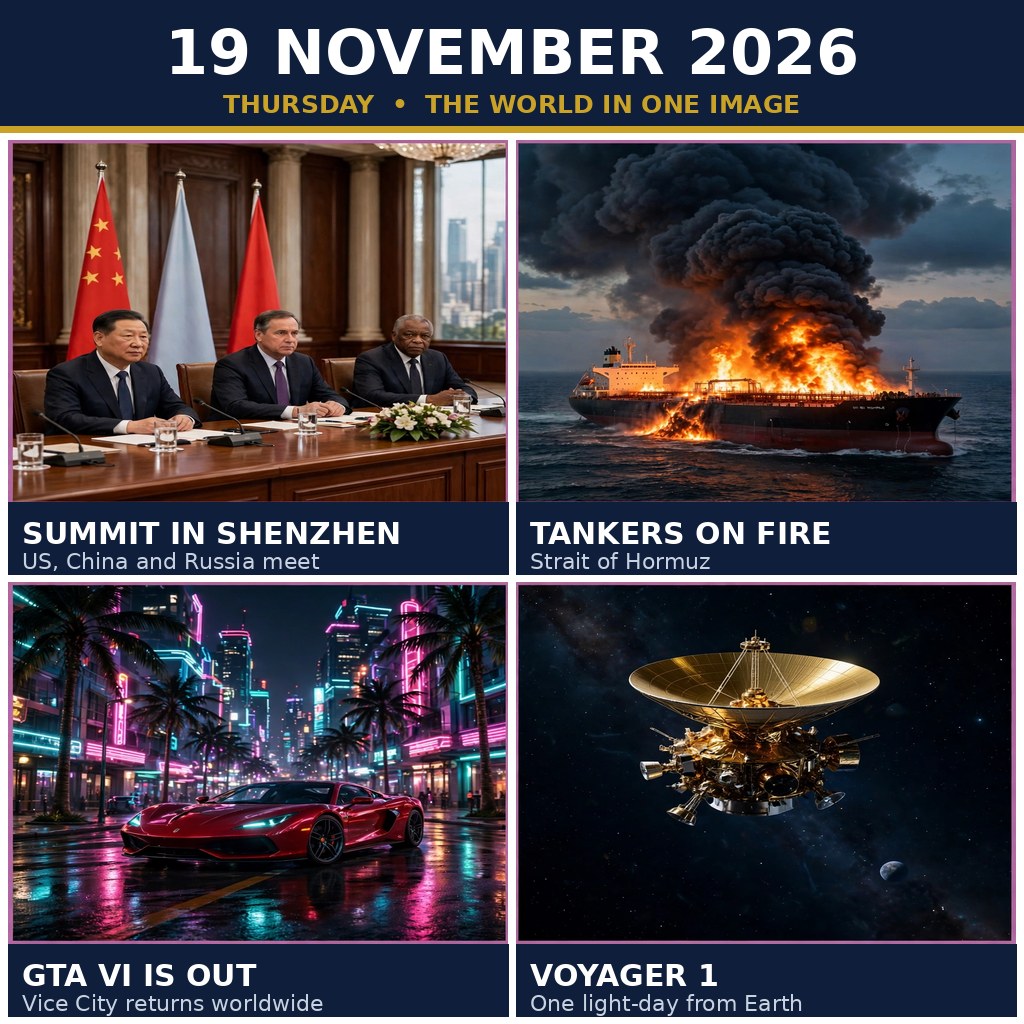 19 NOVEMBER 2026
THURSDAY • THE WORLD IN ONE IMAGE
SUMMIT IN SHENZHEN
US, China and Russia meet
TANKERS ON FIRE
Strait of Hormuz
GTA VI IS OUT
Vice City returns worldwide
VOYAGER 1
One light-day from Earth